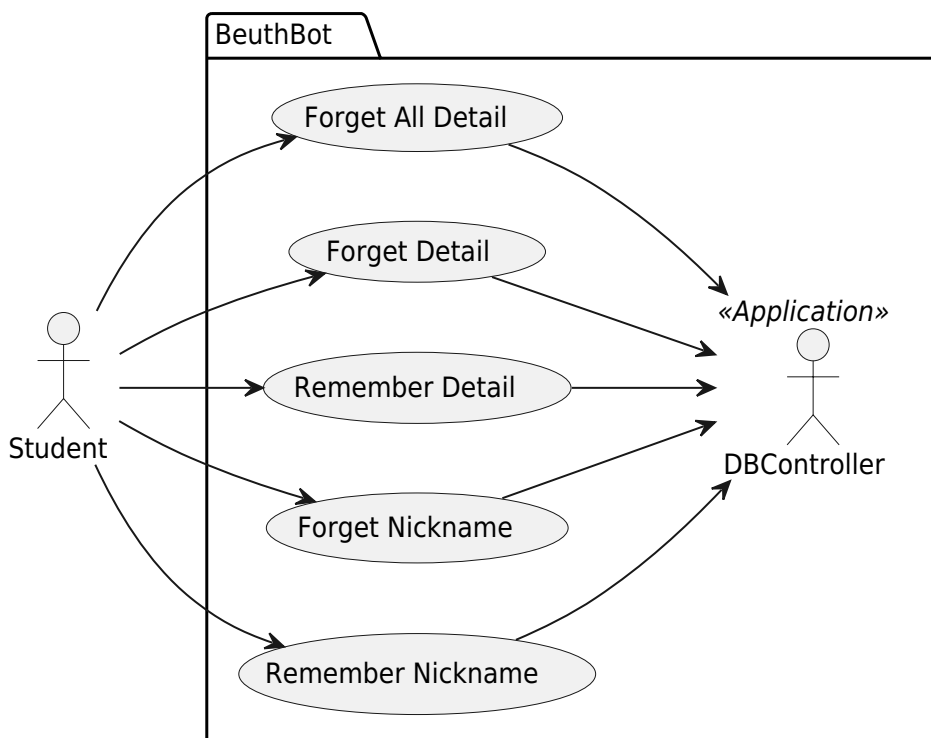 BeuthBot
Forget All Detail
Forget Detail
«Application»
Remember Detail
Student
DBController
Forget Nickname
Remember Nickname